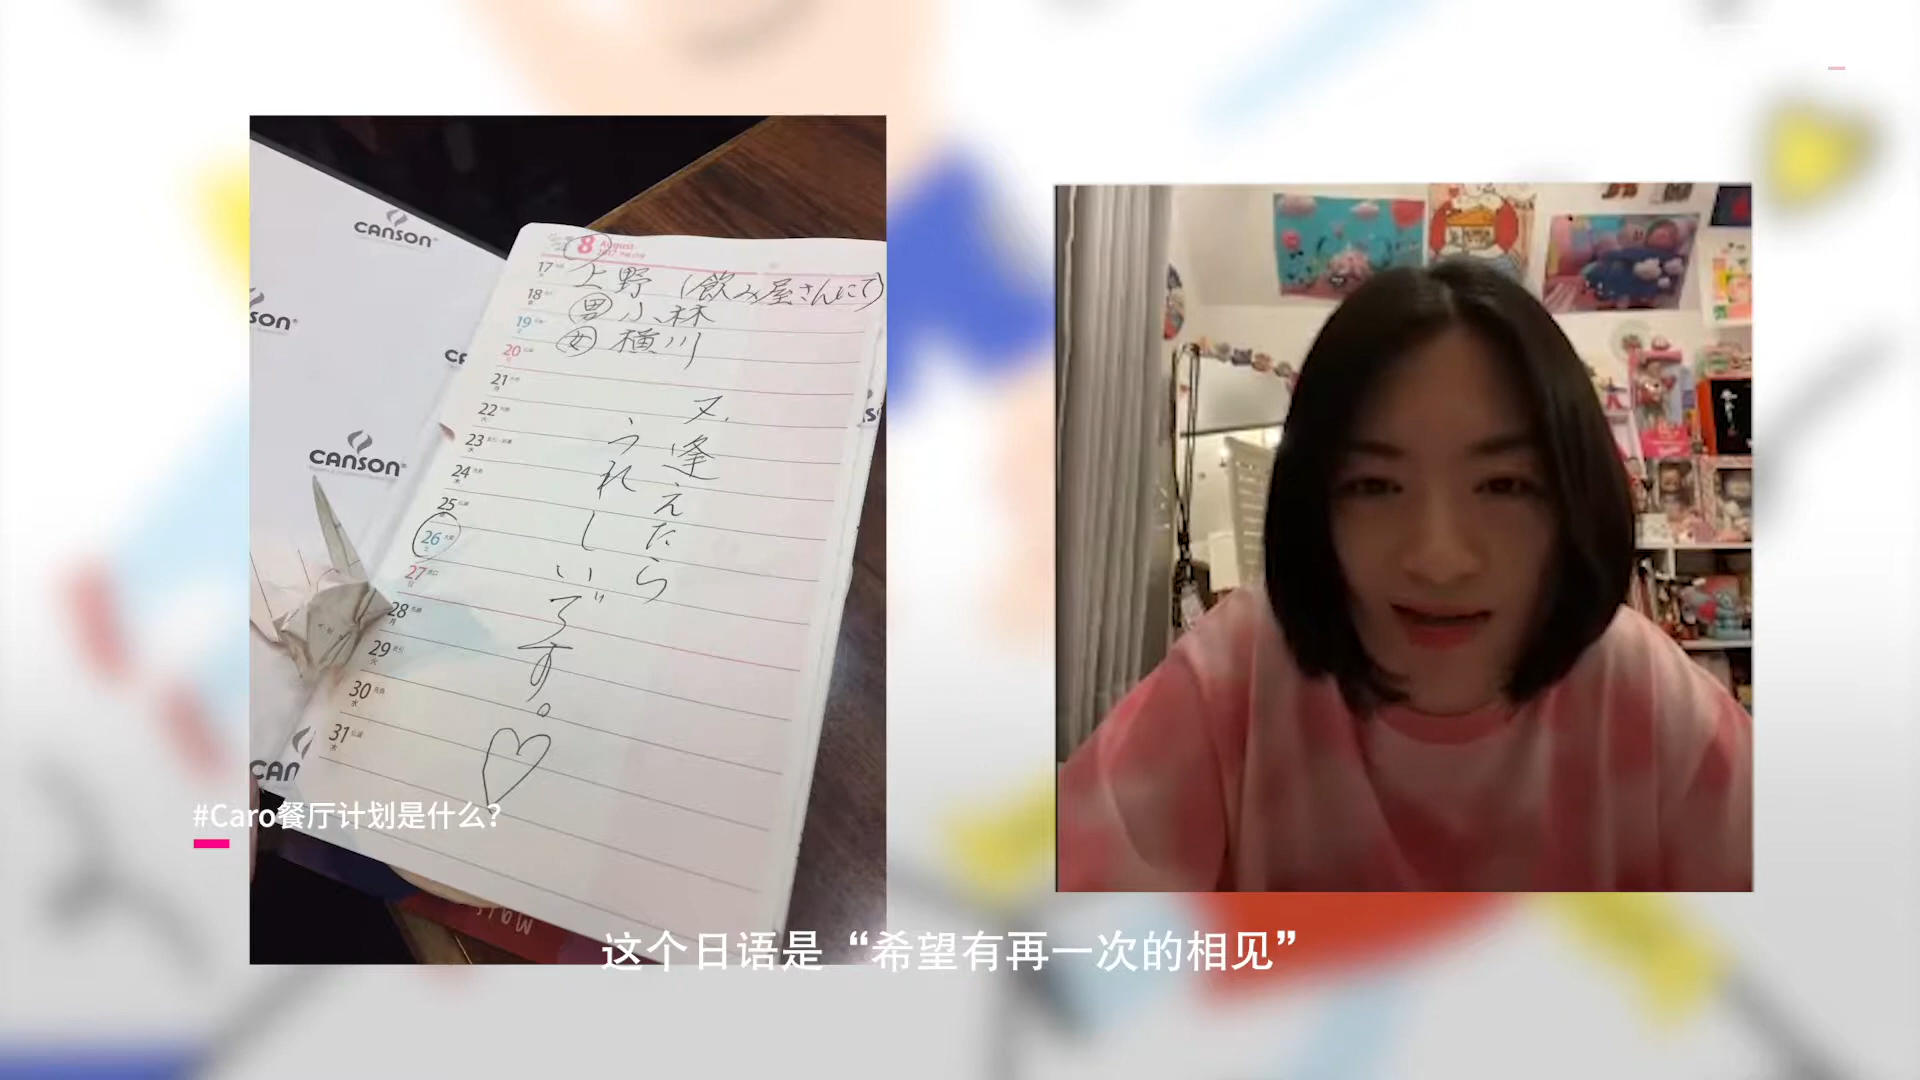 CANSON
CANSON
CANSON
8 August
17
18
19
20
21
22
23
24
25
26
27
28
29
30
31
上野（飲み屋さんにて）
男 小林
女 横川
又、
逢えたら
うれしいです。
#Caro餐厅计划是什么？
这个日语是“希望有再一次的相见”